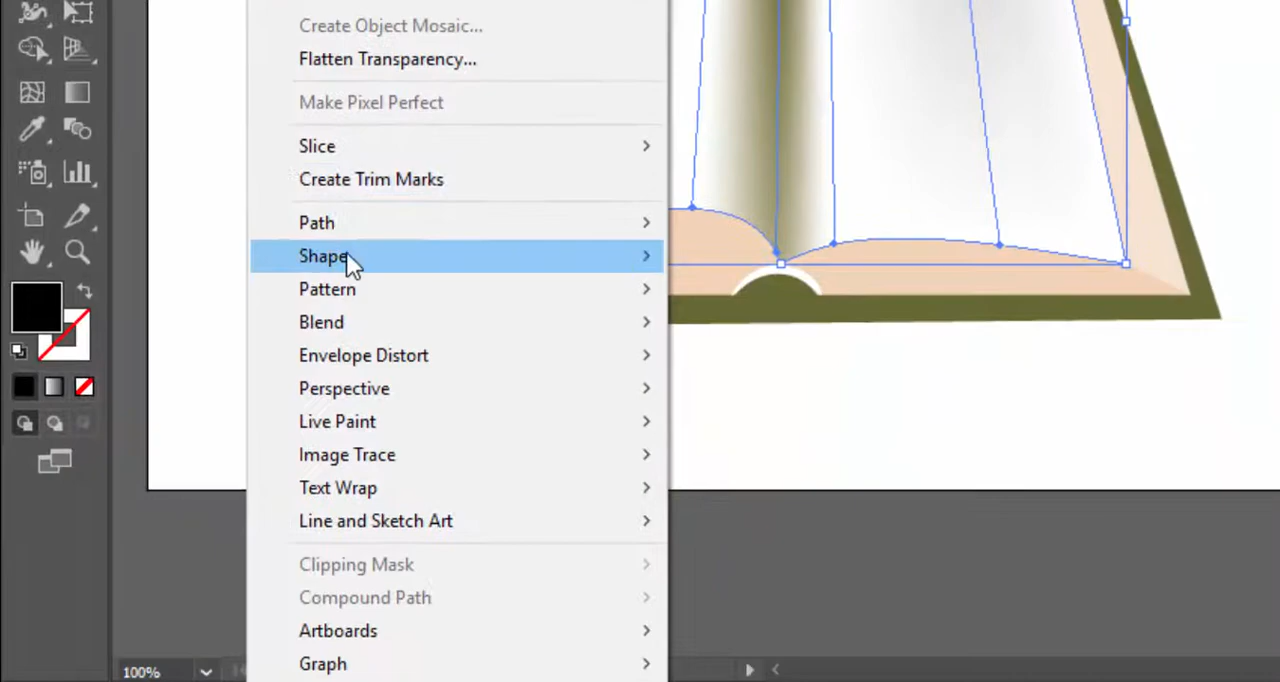 Create Object Mosaic...
Flatten Transparency...
Make Pixel Perfect
Slice
Create Trim Marks
Path
Shape
Pattern
Blend
Envelope Distort
Perspective
Live Paint
Image Trace
Text Wrap
Line and Sketch Art
Clipping Mask
Compound Path
Artboards
Graph
100%